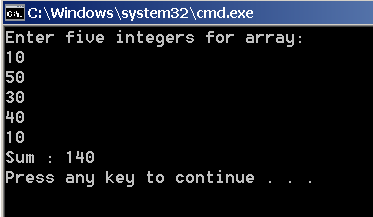 C:\Windows\system32\cmd.exe
Enter five integers for array:
10
50
30
40
10
Sum : 140
Press any key to continue . . .